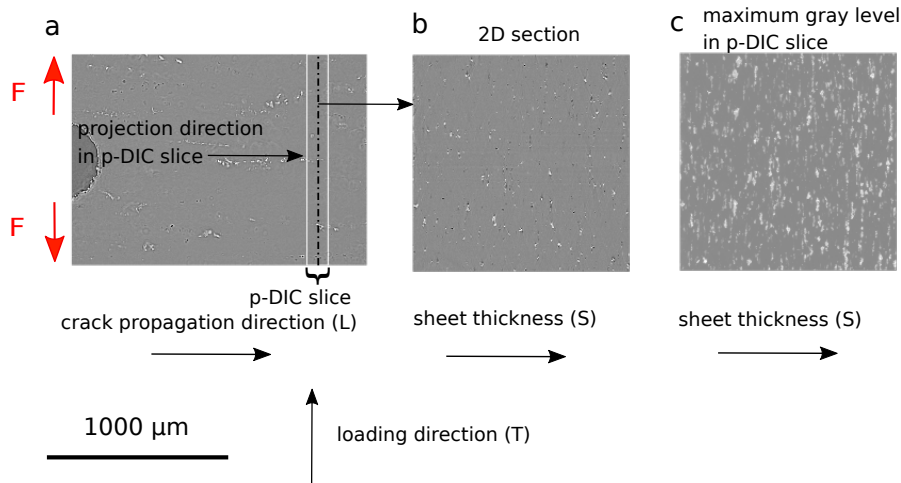 a
F
F
projection direction
in p-DIC slice
p-DIC slice
crack propagation direction (L)
b
2D section
sheet thickness (S)
c
maximum gray level
in p-DIC slice
sheet thickness (S)
1000 μm
loading direction (T)